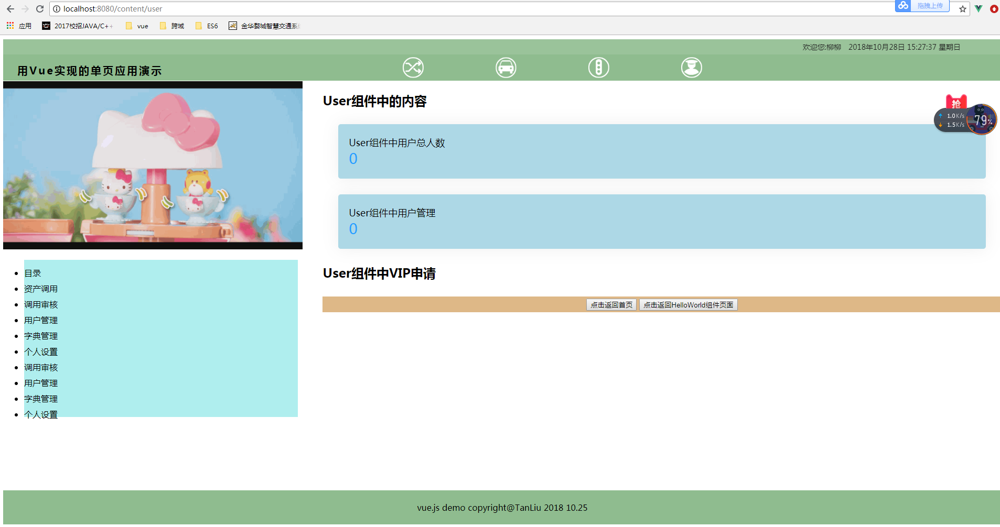 localhost:8080/content/user
拖拽上传
应用 2017校招JAVA/C++ vue 跨域 ES6 金华婺城智慧交通系
欢迎您:柳柳 2018年10月28日 15:27:37 星期日
用Vue实现的单页应用演示
User组件中的内容
抢
1.0K/s
1.5K/s
79%
User组件中用户总人数
0
User组件中用户管理
0
User组件中VIP申请
点击返回首页 点击返回HelloWorld组件页面
目录
资产调用
调用审核
用户管理
字典管理
个人设置
调用审核
用户管理
字典管理
个人设置
vue.js demo copyright@TanLiu 2018 10.25